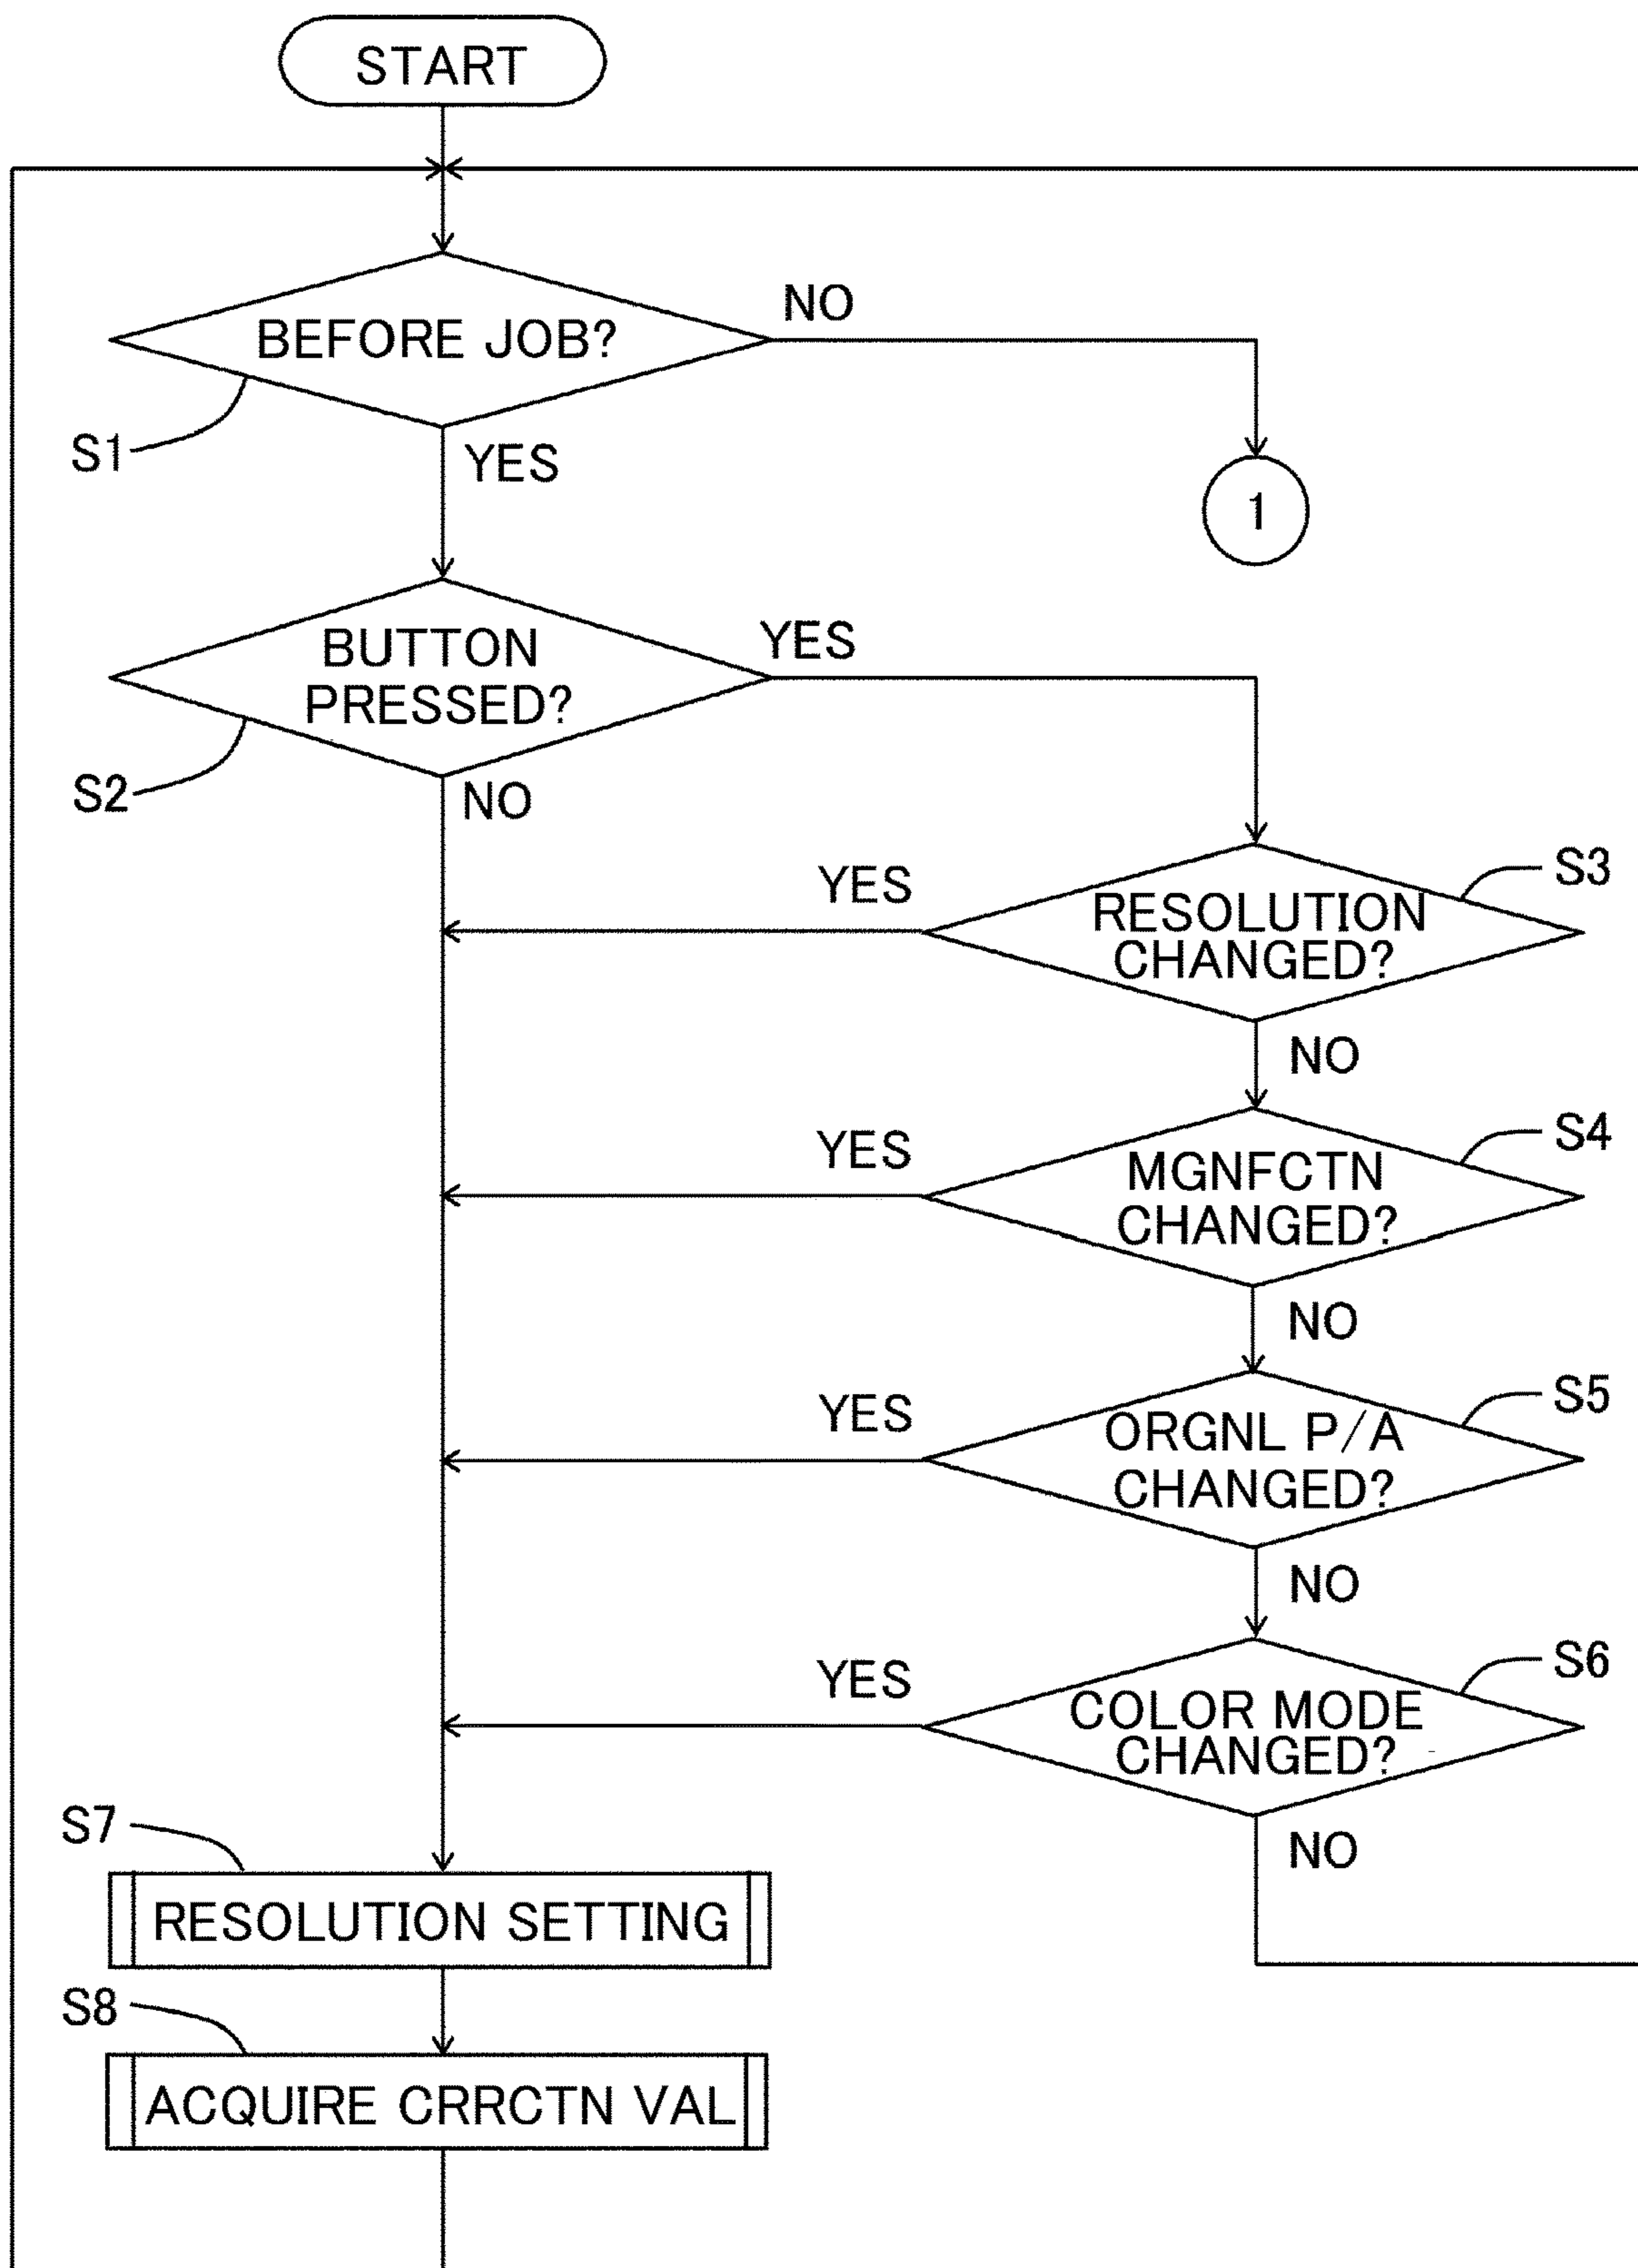 START
BEFORE JOB?
NO
S1
YES
1
BUTTON
PRESSED?
YES
S2
NO
S3
YES
RESOLUTION
CHANGED?
NO
S4
YES
MGNFCTN
CHANGED?
NO
S5
YES
ORGNL P/A
CHANGED?
NO
S6
YES
COLOR MODE
CHANGED?
NO
S7
RESOLUTION SETTING
S8
ACQUIRE CRRCTN VAL